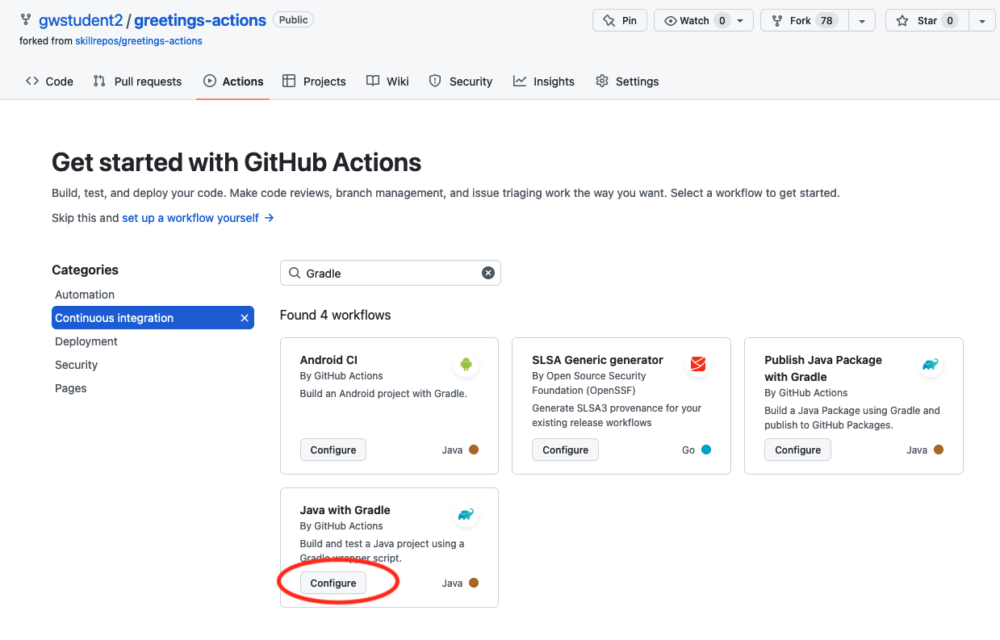 gwstudent2 / greetings-actions Public
Pin Watch 0 Fork 78 Star 0
forked from skillrepos/greetings-actions
Code Pull requests Actions Projects Wiki Security Insights Settings
Get started with GitHub Actions
Build, test, and deploy your code. Make code reviews, branch management, and issue triaging work the way you want. Select a workflow to get started.
Skip this and set up a workflow yourself →
Categories
Automation
Continuous integration
Deployment
Security
Pages
Gradle
Found 4 workflows
Android CI
By GitHub Actions
Build an Android project with Gradle.
Configure Java
SLSA Generic generator
By Open Source Security
Foundation (OpenSSF)
Generate SLSA3 provenance for your
existing release workflows
Configure Go
Publish Java Package
with Gradle
By GitHub Actions
Build a Java Package using Gradle and
publish to GitHub Packages.
Configure Java
Java with Gradle
By GitHub Actions
Build and test a Java project using a
Gradle wrapper script.
Configure Java